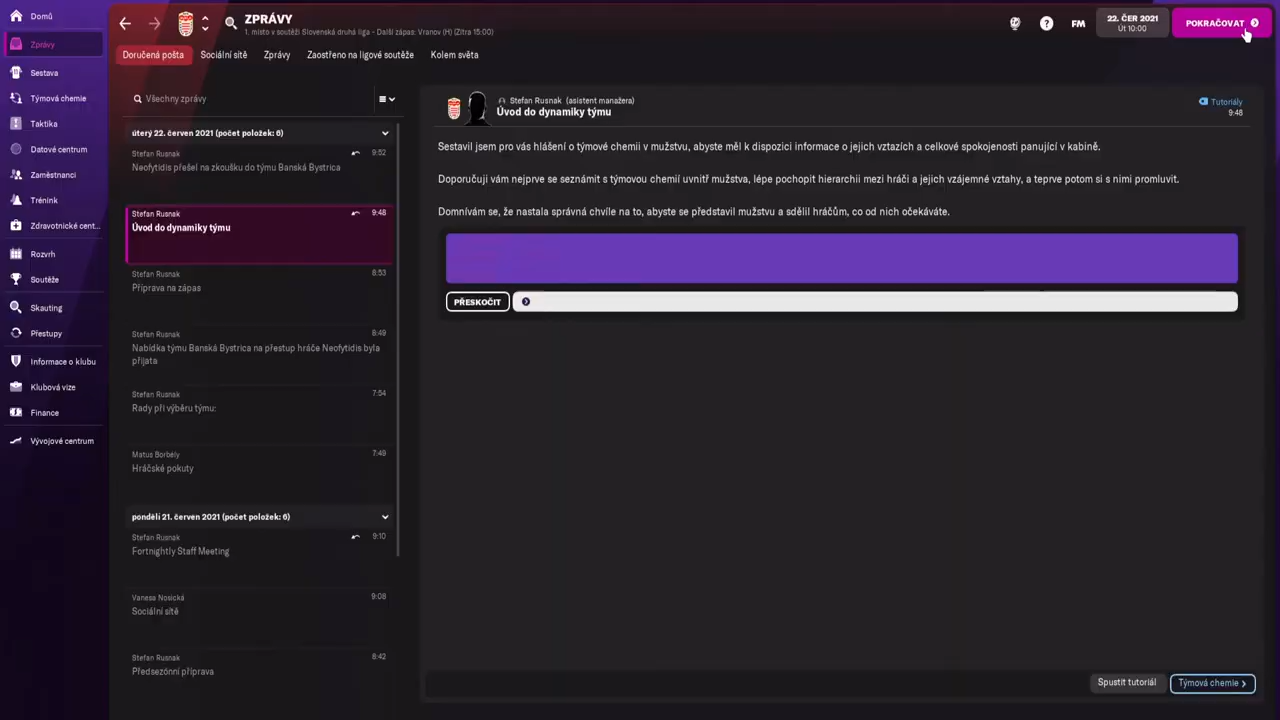 Domů
Zprávy
Sestava
Týmová chemie
Taktika
Datové centrum
Zaměstnanci
Trénink
Zdravotnické cent...
Rozvrh
Soutěže
Skauting
Přestupy
Informace o klubu
Klubová vize
Finance
Vývojové centrum
ZPRÁVY
1. místo v soutěži Slovenská druhá liga - Další zápas: Vranov (H) (Zítra 15:00)
FM
22. ČER 2021
Út 10:00
POKRAČOVAT
Doručená pošta
Sociální sítě
Zprávy
Zaostřeno na ligové soutěže
Kolem světa
Všechny zprávy
úterý 22. červen 2021 (počet položek: 6)
Stefan Rusnak 9:52
Neofytidis přešel na zkoušku do týmu Banská Bystrica
Stefan Rusnak 9:48
Úvod do dynamiky týmu
Stefan Rusnak 8:53
Příprava na zápas
Stefan Rusnak 8:49
Nabídka týmu Banská Bystrica na přestup hráče Neofytidis byla
přijata
Stefan Rusnak 7:54
Rady při výběru týmu:
Matus Borbély 7:49
Hráčské pokuty
pondělí 21. červen 2021 (počet položek: 6)
Stefan Rusnak 9:10
Fortnightly Staff Meeting
Vanesa Nosická 9:08
Sociální sítě
Stefan Rusnak 8:42
Předsezónní příprava
Stefan Rusnak (asistent manažera)
Úvod do dynamiky týmu
Tutoriály
9:48
Sestavil jsem pro vás hlášení o týmové chemii v mužstvu, abyste měl k dispozici informace o jejich vztazích a celkové spokojenosti panující v kabině.
Doporučuji vám nejprve se seznámit s týmovou chemií uvnitř mužstva, lépe pochopit hierarchii mezi hráči a jejich vzájemné vztahy, a teprve potom si s nimi promluvit.
Domnívám se, že nastala správná chvíle na to, abyste se představil mužstvu a sdělil hráčům, co od nich očekáváte.
PŘESKOČIT
Spustit tutoriál
Týmová chemie